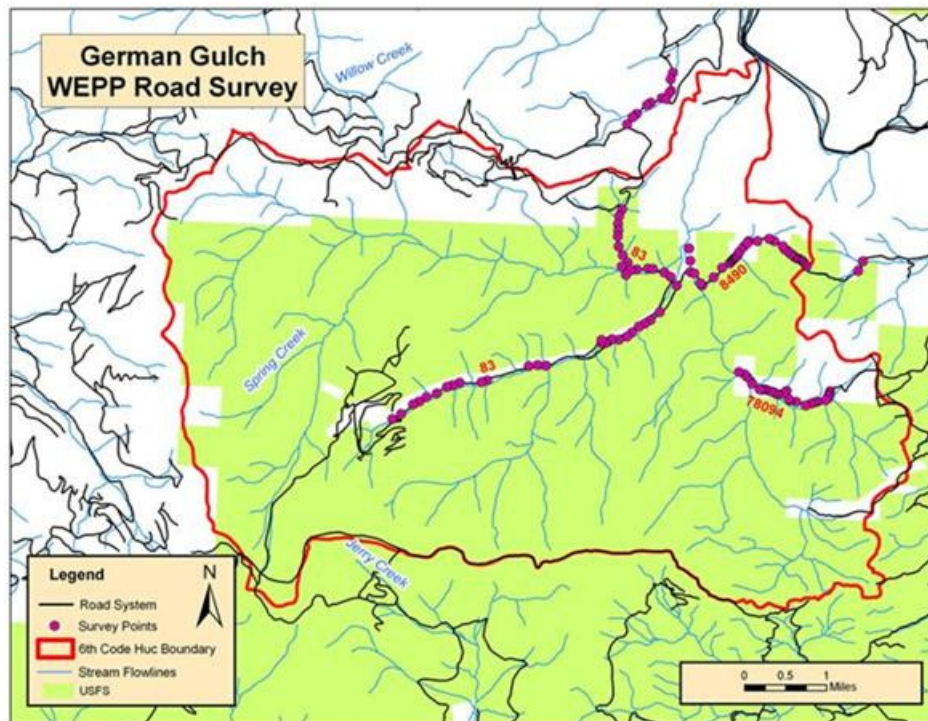 German Gulch
WEPP Road Survey
Willow Creek
83
8490
Spring Creek
83
78094
Jerry Creek
Legend
N
Road System
Survey Points
6th Code Huc Boundary
Stream Flowlines
USFS
0 0.5 1
Miles